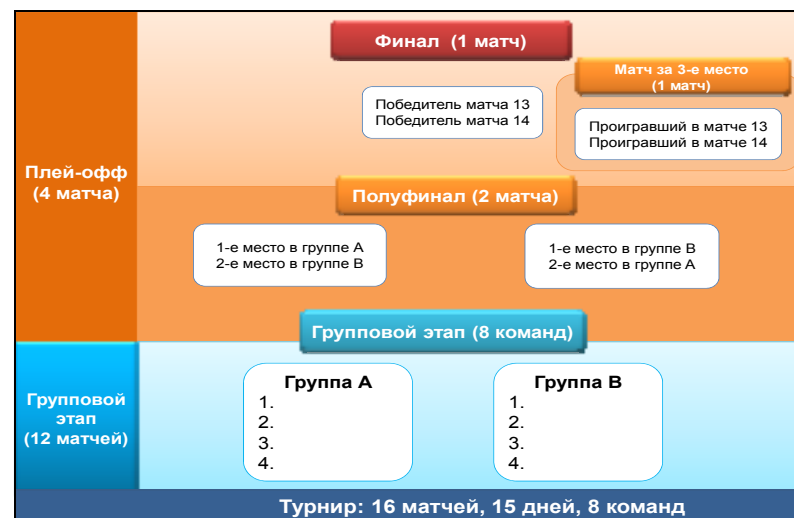 Финал (1 матч)
Матч за 3-е место
(1 матч)
Победитель матча 13
Победитель матча 14
Проигравший в матче 13
Проигравший в матче 14
Плей-офф
(4 матча)
Полуфинал (2 матча)
1-е место в группе А
2-е место в группе В
1-е место в группе В
2-е место в группе А
Групповой этап (8 команд)
Группа А
1.
2.
3.
4.
Группа В
1.
2.
3.
4.
Групповой
этап
(12 матчей)
Турнир: 16 матчей, 15 дней, 8 команд